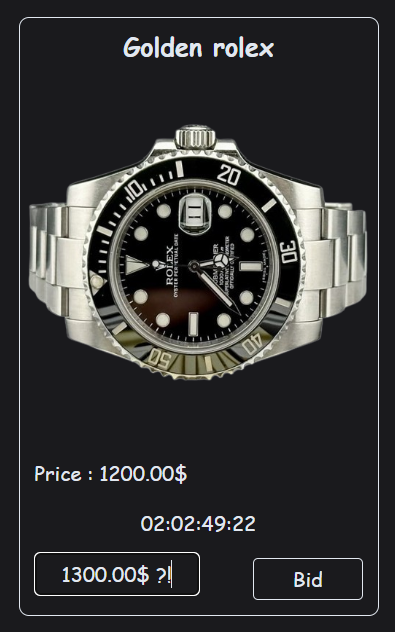 Golden rolex
10
20
30
40
50
ROLEX
OYSTER PERPETUAL DATE
Price : 1200.00$
02:02:49:22
1300.00$ ?!
Bid